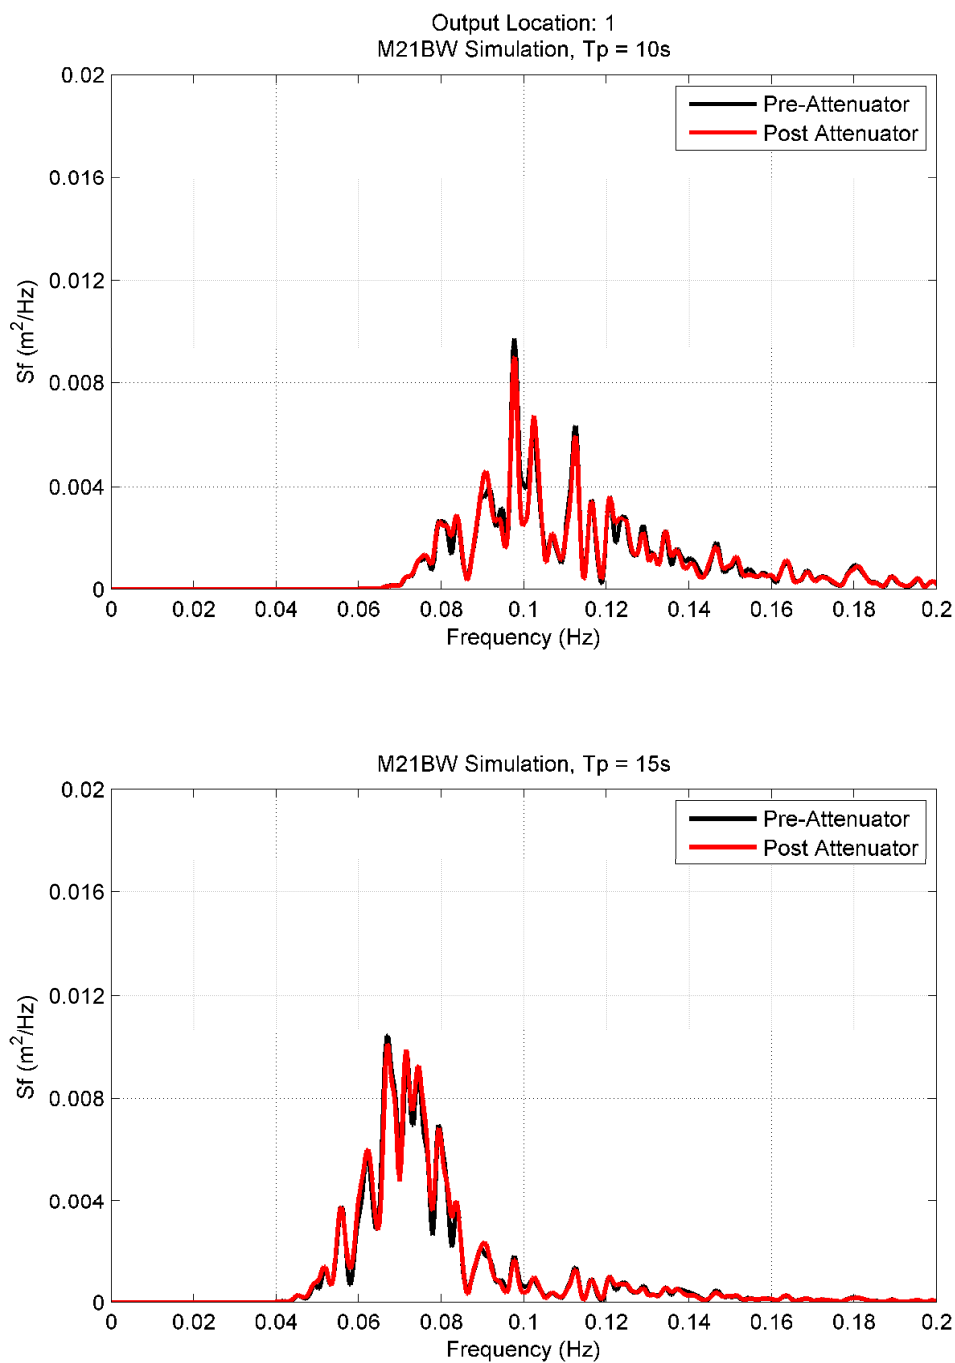 Output Location: 1
M21BW Simulation, Tp = 10s
0.02
0.016
0.012
0.008
0.004
0
Sf (m²/Hz)
Pre-Attenuator
Post Attenuator
0 0.02 0.04 0.06 0.08 0.1 0.12 0.14 0.16 0.18 0.2
Frequency (Hz)
M21BW Simulation, Tp = 15s
0.02
0.016
0.012
0.008
0.004
0
Sf (m²/Hz)
Pre-Attenuator
Post Attenuator
0 0.02 0.04 0.06 0.08 0.1 0.12 0.14 0.16 0.18 0.2
Frequency (Hz)